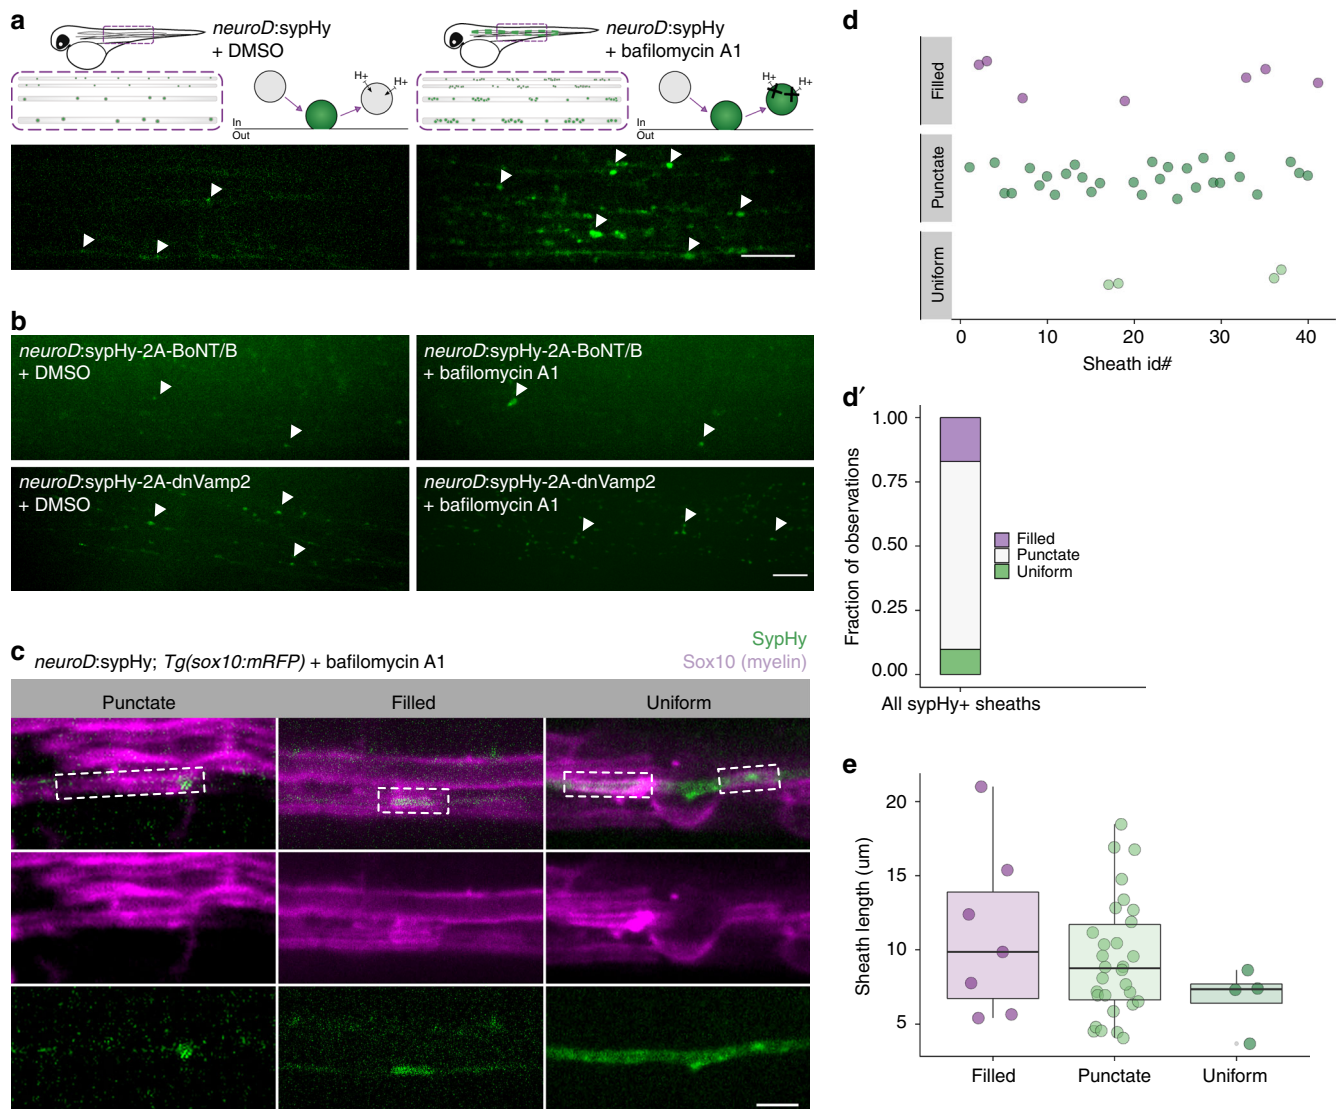 a
neuroD:sypHy
+ DMSO
neuroD:sypHy
+ bafilomycin A1
H+
H+
In
Out
H+
H+
In
Out
b
neuroD:sypHy-2A-BoNT/B
+ DMSO
neuroD:sypHy-2A-BoNT/B
+ bafilomycin A1
neuroD:sypHy-2A-dnVamp2
+ DMSO
neuroD:sypHy-2A-dnVamp2
+ bafilomycin A1
c
neuroD:sypHy; Tg(sox10:mRFP) + bafilomycin A1
SypHy
Sox10 (myelin)
Punctate
Filled
Uniform
d
Filled
Punctate
Uniform
0
10
20
30
40
Sheath id#
d′
Fraction of observations
1.00
0.75
0.50
0.25
0.00
Filled
Punctate
Uniform
All sypHy+ sheaths
e
Sheath length (um)
20
15
10
5
Filled
Punctate
Uniform